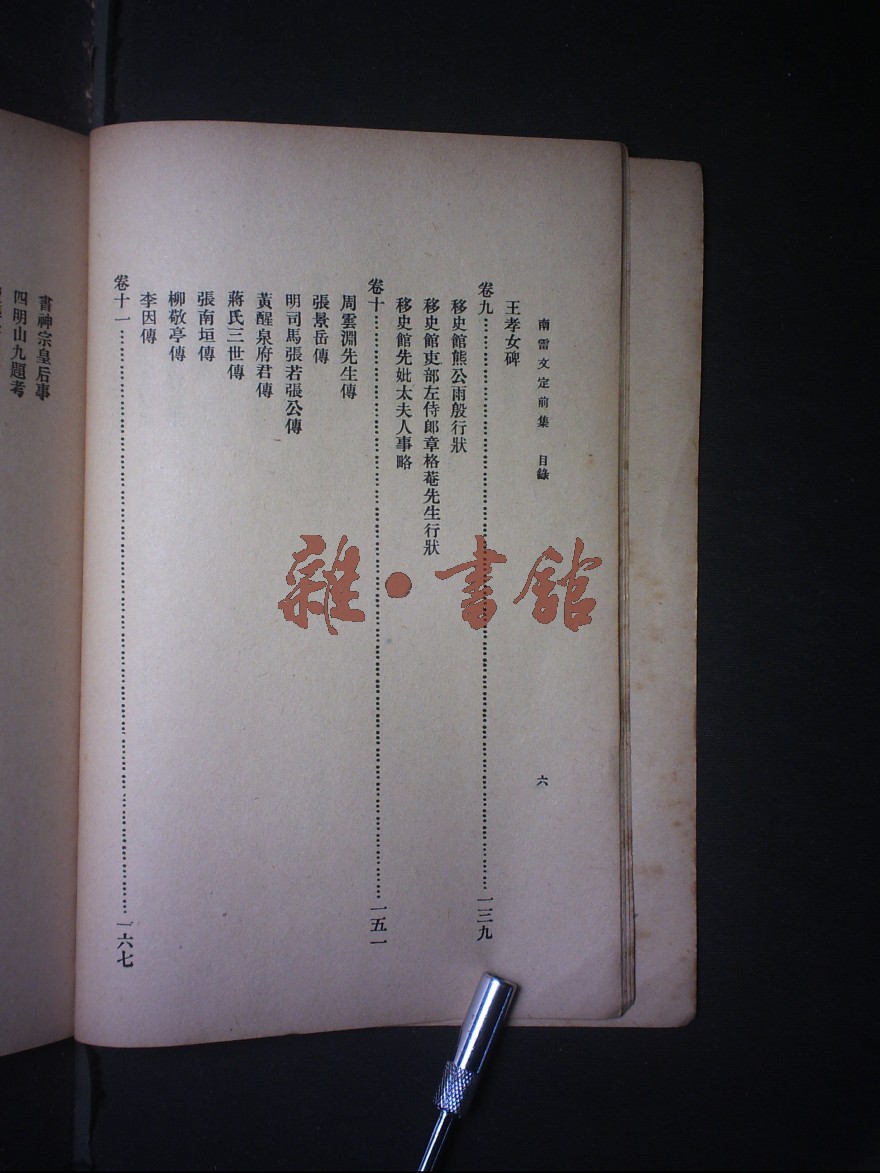 南雷文定前集 目錄 六
王孝女碑
卷九……一三九
移史館熊公雨殷行狀
移史館吏部左侍郎章格菴先生行狀
移史館先妣太夫人事略
卷十……一五一
周雲淵先生傳
張景岳傳
明司馬張若張公傳
黃醒泉府君傳
蔣氏三世傳
張南垣傳
柳敬亭傳
李因傳
卷十一……一六七
書神宗皇后事
四明山九題考
雜·書館